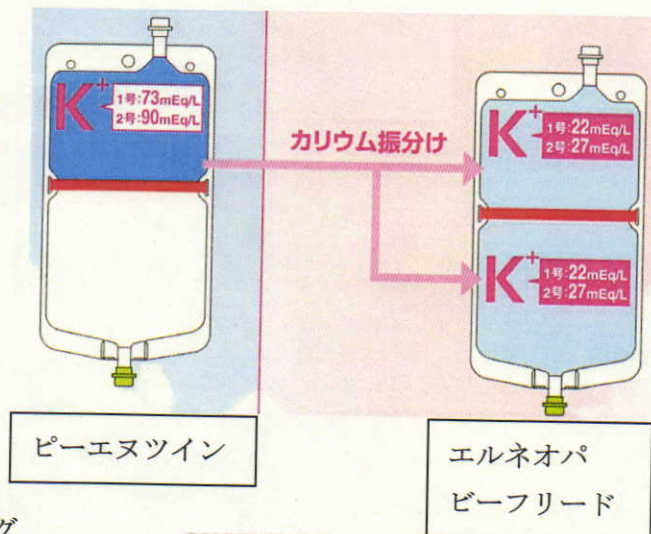 K+
1号:73mEq/L
2号:90mEq/L
カリウム振分け
K+
1号:22mEq/L
2号:27mEq/L
K+
1号:22mEq/L
2号:27mEq/L
ピーエヌツイン
エルネオパ
ビーフリード
グ